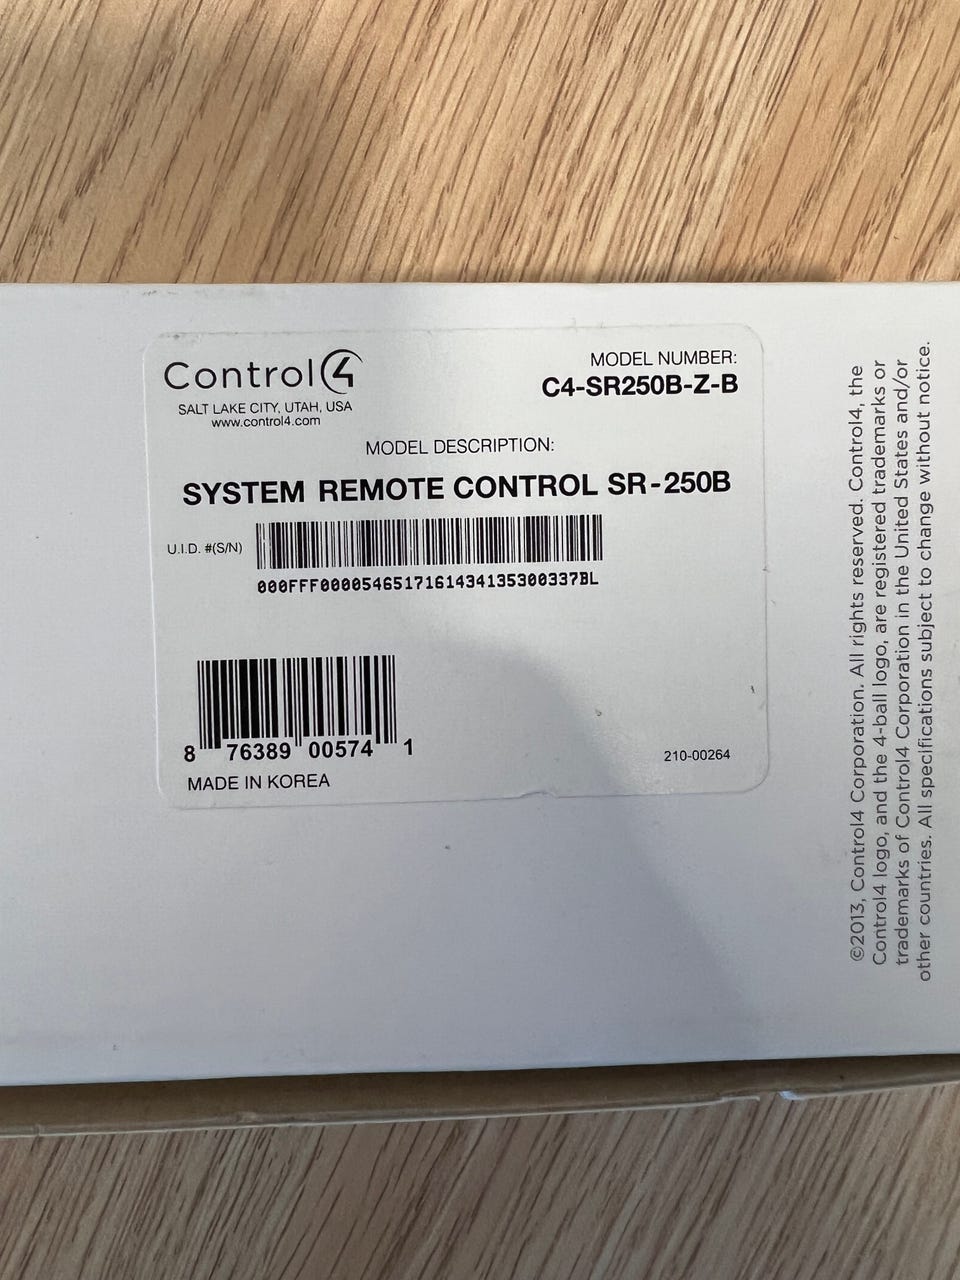 Control4
SALT LAKE CITY, UTAH, USA
www.control4.com
MODEL NUMBER:
C4-SR250B-Z-B
MODEL DESCRIPTION:
SYSTEM REMOTE CONTROL SR-250B
U.I.D. #(S/N)
000FFF0000546517161434135300337BL
8 76389 00574 1
MADE IN KOREA
210-00264
©2013, Control4 Corporation. All rights reserved. Control4, the
Control4 logo, and the 4-ball logo, are registered trademarks or
trademarks of Control4 Corporation in the United States and/or
other countries. All specifications subject to change without notice.